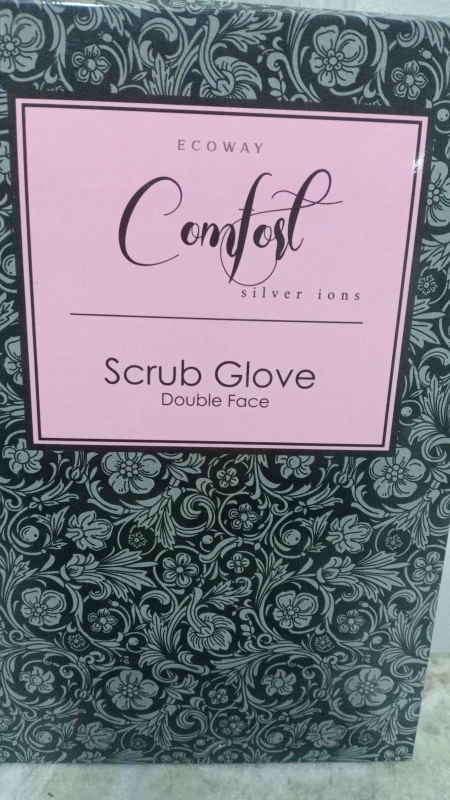 ECOWAY
Comfort
silver ions
Scrub Glove
Double Face